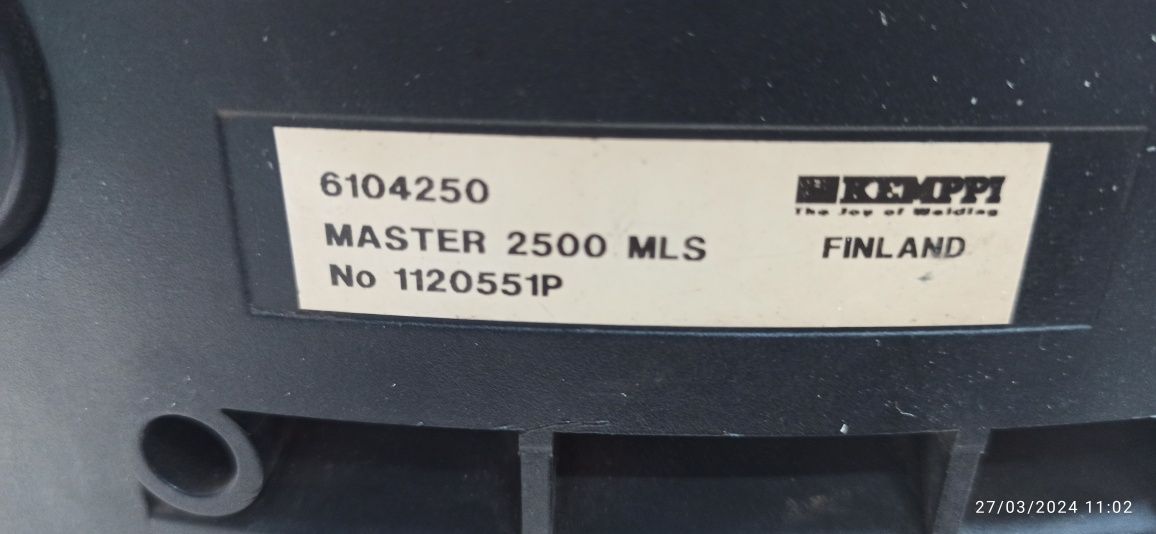 6104250
MASTER 2500 MLS
No 1120551P
KEMPPI
The Joy of Welding
FINLAND
27/03/2024 11:02